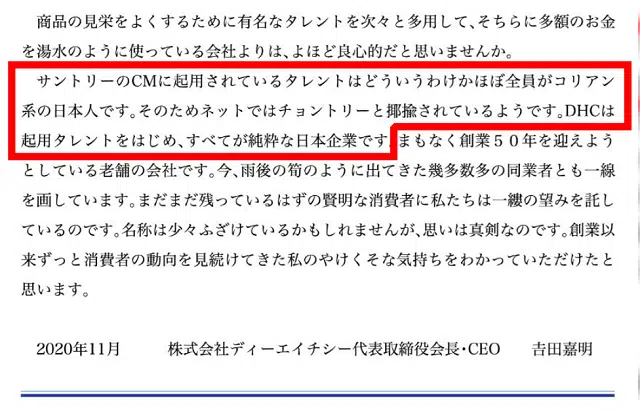 商品の見栄をよくするために有名なタレントを次々と多用して、そちらに多額のお金
を湯水のように使っている会社よりは、よほど良心的だと思いませんか。
サントリーのCMに起用されているタレントはどういうわけかほぼ全員がコリアン
系の日本人です。そのためネットではチョントリーと揶揄されているようです。DHCは
起用タレントをはじめ、すべてが純粋な日本企業です。まもなく創業50年を迎えよう
としている老舗の会社です。今、雨後の筍のように出てきた幾多数多の同業者とも一線
を画しています。まだまだ残っているはずの賢明な消費者に私たちは一縷の望みを託し
ているのです。名称は少々ふざけているかもしれませんが、思いは真剣なのです。創業以
来ずっと消費者の動向を見続けてきた私のやけくそな気持ちをわかっていただけたと
思います。
2020年11月 株式会社ディーエイチシー代表取締役会長・CEO 𠮷田嘉明